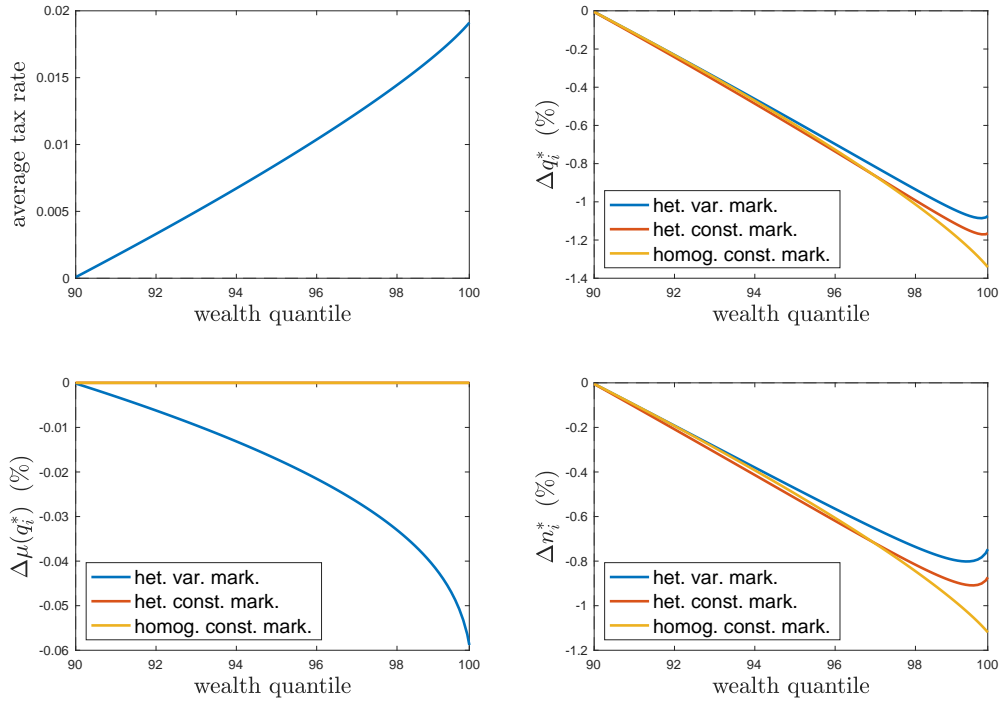 average tax rate
0.02
0.015
0.01
0.005
0
90 92 94 96 98 100
wealth quantile
Δq*ᵢ (%)
0
-0.2
-0.4
-0.6
-0.8
-1
-1.2
-1.4
het. var. mark.
het. const. mark.
homog. const. mark.
90 92 94 96 98 100
wealth quantile
Δμ(q*ᵢ) (%)
0
-0.01
-0.02
-0.03
-0.04
-0.05
-0.06
het. var. mark.
het. const. mark.
homog. const. mark.
90 92 94 96 98 100
wealth quantile
Δn*ᵢ (%)
0
-0.2
-0.4
-0.6
-0.8
-1
-1.2
het. var. mark.
het. const. mark.
homog. const. mark.
90 92 94 96 98 100
wealth quantile